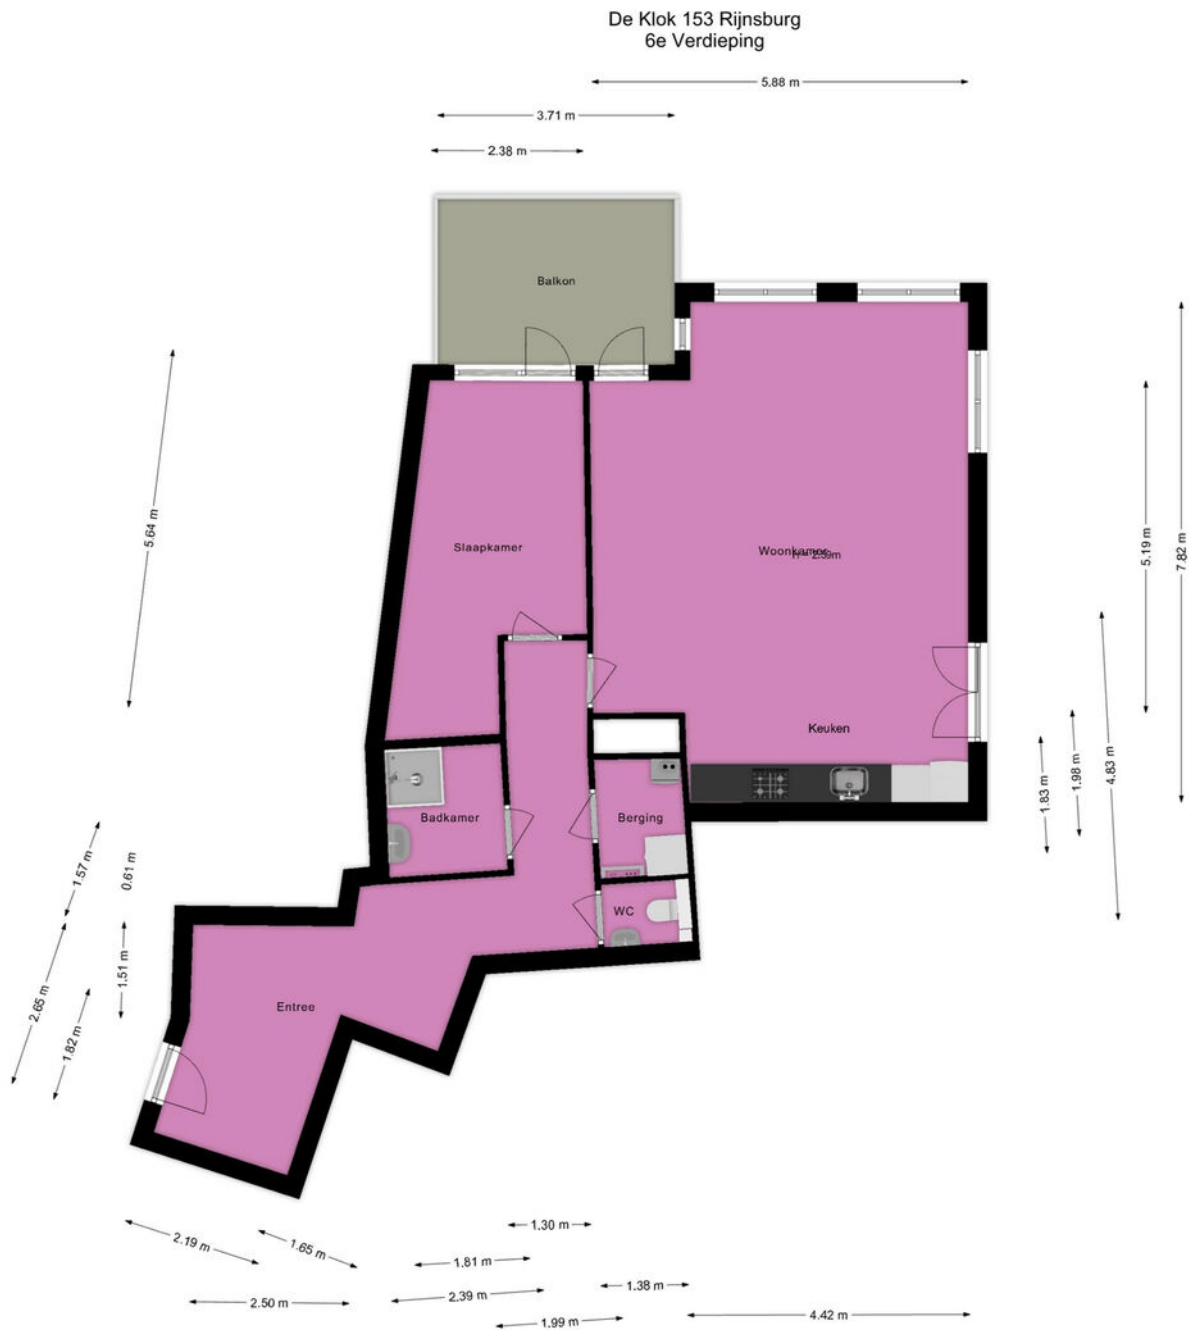 De Klok 153 Rijnsburg
6e Verdieping
5.88 m
3.71 m
2.38 m
Balkon
5.64 m
Slaapkamer
Woonkamer
H= 2.59m
5.19 m
7.82 m
Keuken
4.83 m
1.98 m
1.83 m
Badkamer
Berging
WC
1.57 m
0.61 m
1.51 m
2.65 m
1.82 m
Entree
2.19 m
1.65 m
1.30 m
1.81 m
2.50 m
2.39 m
1.38 m
1.99 m
4.42 m